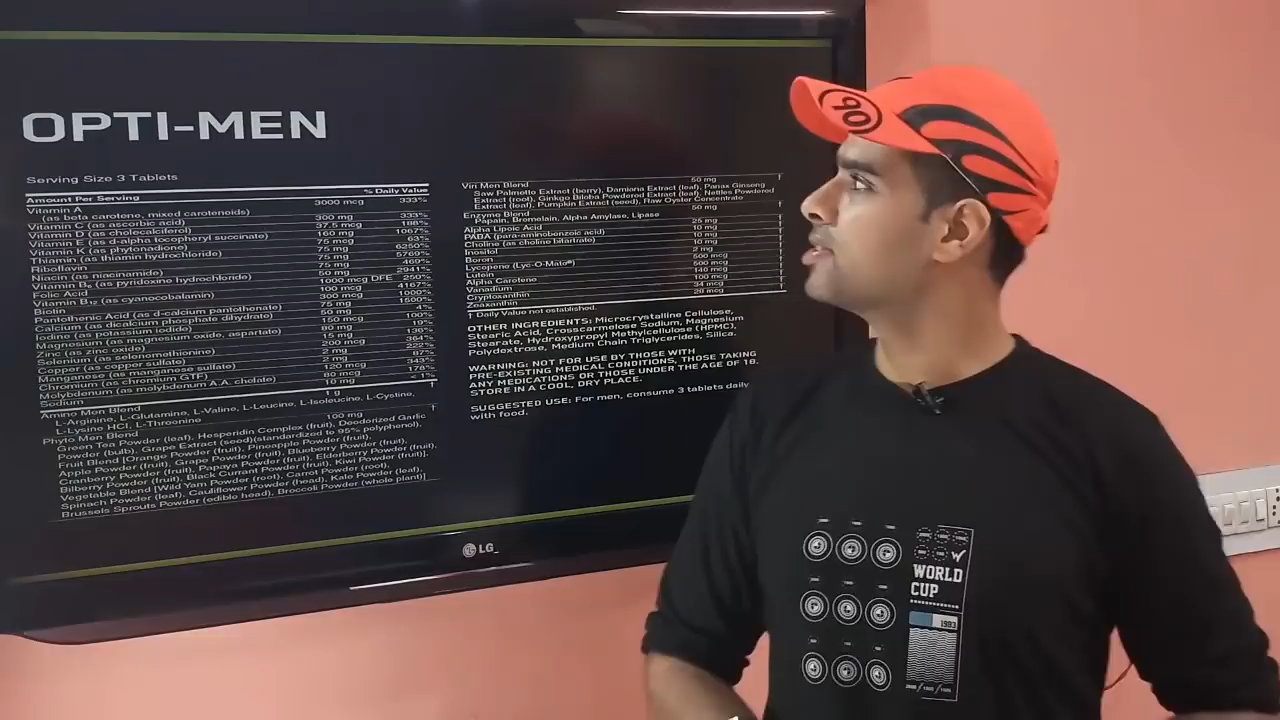 OPTI-MEN
Serving Size 3 Tablets
Amount Per Serving % Daily Value
Vitamin A 3000 mcg 333%
(as beta carotene, mixed carotenoids)
Vitamin C (as ascorbic acid) 300 mg 333%
Vitamin D (as cholecalciferol) 37.5 mcg 188%
Vitamin E (as d-alpha tocopheryl succinate) 160 mg 1067%
Vitamin K (as phytonadione) 75 mcg 63%
Thiamin (as thiamin hydrochloride) 75 mg 6250%
Riboflavin 75 mg 5769%
Niacin (as niacinamide) 75 mg 469%
Vitamin B6 (as pyridoxine hydrochloride) 50 mg 2941%
Folic Acid 1000 mcg DFE 250%
Vitamin B12 (as cyanocobalamin) 100 mcg 4167%
Biotin 300 mcg 1000%
Pantothenic Acid (as d-calcium pantothenate) 75 mg 1500%
Calcium (as dicalcium phosphate dihydrate) 50 mg 4%
Iodine (as potassium iodide) 150 mcg 100%
Magnesium (as magnesium oxide, aspartate) 80 mg 19%
Zinc (as zinc oxide) 15 mg 136%
Selenium (as selenomethionine) 200 mcg 364%
Copper (as copper sulfate) 2 mg 222%
Manganese (as manganese sulfate) 2 mg 87%
Chromium (as chromium GTF) 120 mcg 343%
Molybdenum (as molybdenum A.A. chelate) 80 mcg 178%
Sodium 10 mg < 1%
Amino Men Blend 1 g †
L-Arginine, L-Glutamine, L-Valine, L-Leucine, L-Isoleucine, L-Cystine,
L-Lysine HCl, L-Threonine
Phyto Men Blend 100 mg †
Green Tea Powder (leaf), Hesperidin Complex (fruit), Deodorized Garlic
Powder (bulb), Grape Extract (seed)(standardized to 95% polyphenol),
Fruit Blend [Orange Powder (fruit), Pineapple Powder (fruit),
Apple Powder (fruit), Grape Powder (fruit), Blueberry Powder (fruit),
Cranberry Powder (fruit), Papaya Powder (fruit), Elderberry Powder (fruit),
Bilberry Powder (fruit), Black Currant Powder (fruit), Kiwi Powder (fruit)],
Vegetable Blend [Wild Yam Powder (root), Carrot Powder (root),
Spinach Powder (leaf), Cauliflower Powder (head), Kale Powder (leaf),
Brussels Sprouts Powder (edible head), Broccoli Powder (whole plant)]
Viri Men Blend 50 mg †
Saw Palmetto Extract (berry), Damiana Extract (leaf), Panax Ginseng
Extract (root), Ginkgo Biloba Powdered Extract (leaf), Nettles Powdered
Extract (leaf), Pumpkin Extract (seed), Raw Oyster Concentrate
Enzyme Blend 50 mg †
Papain, Bromelain, Alpha Amylase, Lipase
Alpha Lipoic Acid 25 mg †
PABA (para-aminobenzoic acid) 10 mg †
Choline (as choline bitartrate) 10 mg †
Inositol 10 mg †
Boron 2 mg †
Lycopene (Lyc-O-Mato®) 500 mcg †
Lutein 500 mcg †
Alpha Carotene 140 mcg †
Vanadium 100 mcg †
Cryptoxanthin 34 mcg †
Zeaxanthin 20 mcg †
† Daily Value not established.
OTHER INGREDIENTS: Microcrystalline Cellulose,
Stearic Acid, Croscarmelose Sodium, Magnesium
Stearate, Hydroxypropyl Methylcellulose (HPMC),
Polydextrose, Medium Chain Triglycerides, Silica.
WARNING: NOT FOR USE BY THOSE WITH
PRE-EXISTING MEDICAL CONDITIONS, THOSE TAKING
ANY MEDICATIONS OR THOSE UNDER THE AGE OF 18.
STORE IN A COOL, DRY PLACE.
SUGGESTED USE: For men, consume 3 tablets daily
with food.
LG
WORLD
CUP
1983